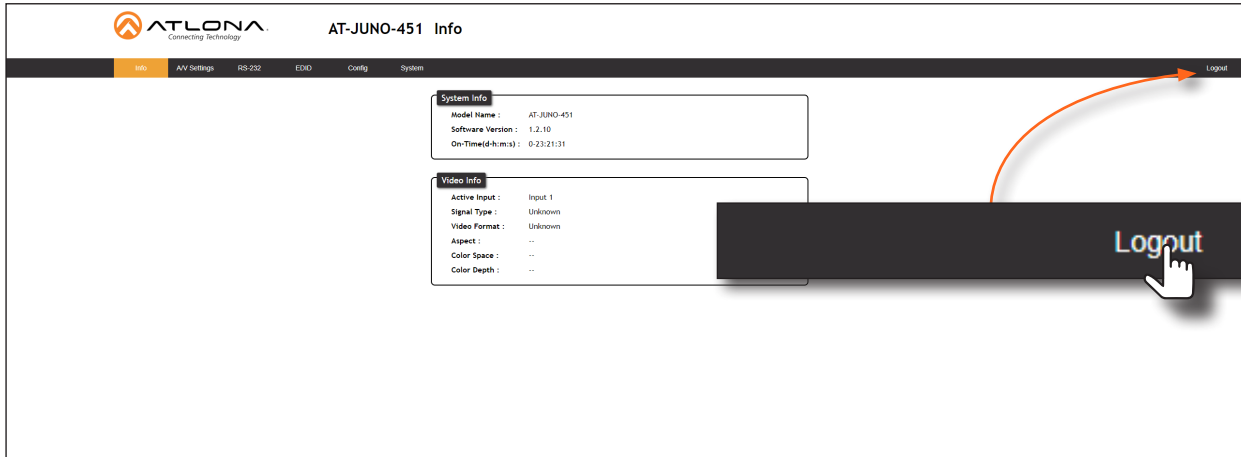 ATLONA.
Connecting Technology
AT-JUNO-451 Info
Info A/V Settings RS-232 EDID Config System Logout
System Info
Model Name : AT-JUNO-451
Software Version : 1.2.10
On-Time(d-h:m:s) : 0-23:21:31
Video Info
Active Input : Input 1
Signal Type : Unknown
Video Format : Unknown
Aspect : --
Color Space : --
Color Depth : --
Logout